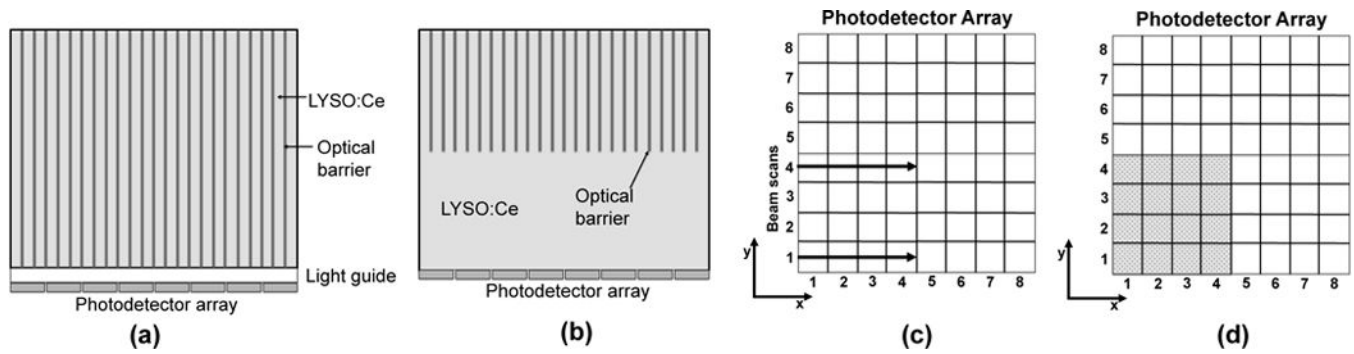 LYSO:Ce
Optical
barrier
Light guide
Photodetector array
(a)
LYSO:Ce
Optical
barrier
Photodetector array
(b)
Photodetector Array
8
7
6
5
4
3
2
1
Beam scans
y
x
1 2 3 4 5 6 7 8
(c)
Photodetector Array
8
7
6
5
4
3
2
1
y
x
1 2 3 4 5 6 7 8
(d)